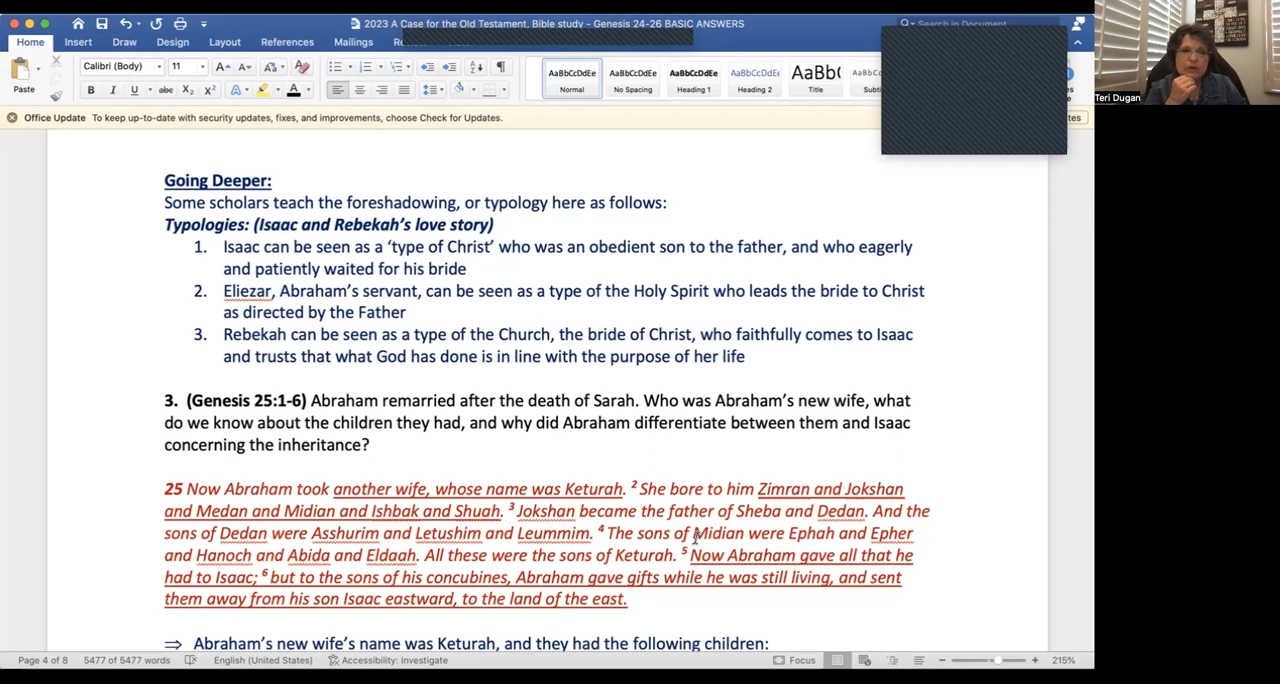 2023 A Case for the Old Testament, Bible study - Genesis 24-26 BASIC ANSWERS
Search in Document
Home Insert Draw Design Layout References Mailings
Calibri (Body) 11
Paste
AaBbCcDdEe AaBbCcDdEe AaBbCcDdEe AaBbCcDdEe AaBb(
Normal No Spacing Heading 1 Heading 2 Title
Teri Dugan
Office Update To keep up-to-date with security updates, fixes, and improvements, choose Check for Updates.
Going Deeper:
Some scholars teach the foreshadowing, or typology here as follows:
Typologies: (Isaac and Rebekah's love story)
1. Isaac can be seen as a 'type of Christ' who was an obedient son to the father, and who eagerly
and patiently waited for his bride
2. Eliezar, Abraham's servant, can be seen as a type of the Holy Spirit who leads the bride to Christ
as directed by the Father
3. Rebekah can be seen as a type of the Church, the bride of Christ, who faithfully comes to Isaac
and trusts that what God has done is in line with the purpose of her life
3. (Genesis 25:1-6) Abraham remarried after the death of Sarah. Who was Abraham's new wife, what
do we know about the children they had, and why did Abraham differentiate between them and Isaac
concerning the inheritance?
25 Now Abraham took another wife, whose name was Keturah. 2 She bore to him Zimran and Jokshan
and Medan and Midian and Ishbak and Shuah. 3 Jokshan became the father of Sheba and Dedan. And the
sons of Dedan were Asshurim and Letushim and Leummim. 4 The sons of Midian were Ephah and Epher
and Hanoch and Abida and Eldaah. All these were the sons of Keturah. 5 Now Abraham gave all that he
had to Isaac; 6 but to the sons of his concubines, Abraham gave gifts while he was still living, and sent
them away from his son Isaac eastward, to the land of the east.
⇒ Abraham's new wife's name was Keturah, and they had the following children:
Page 4 of 8 5477 of 5477 words English (United States) Accessibility: Investigate Focus 215%